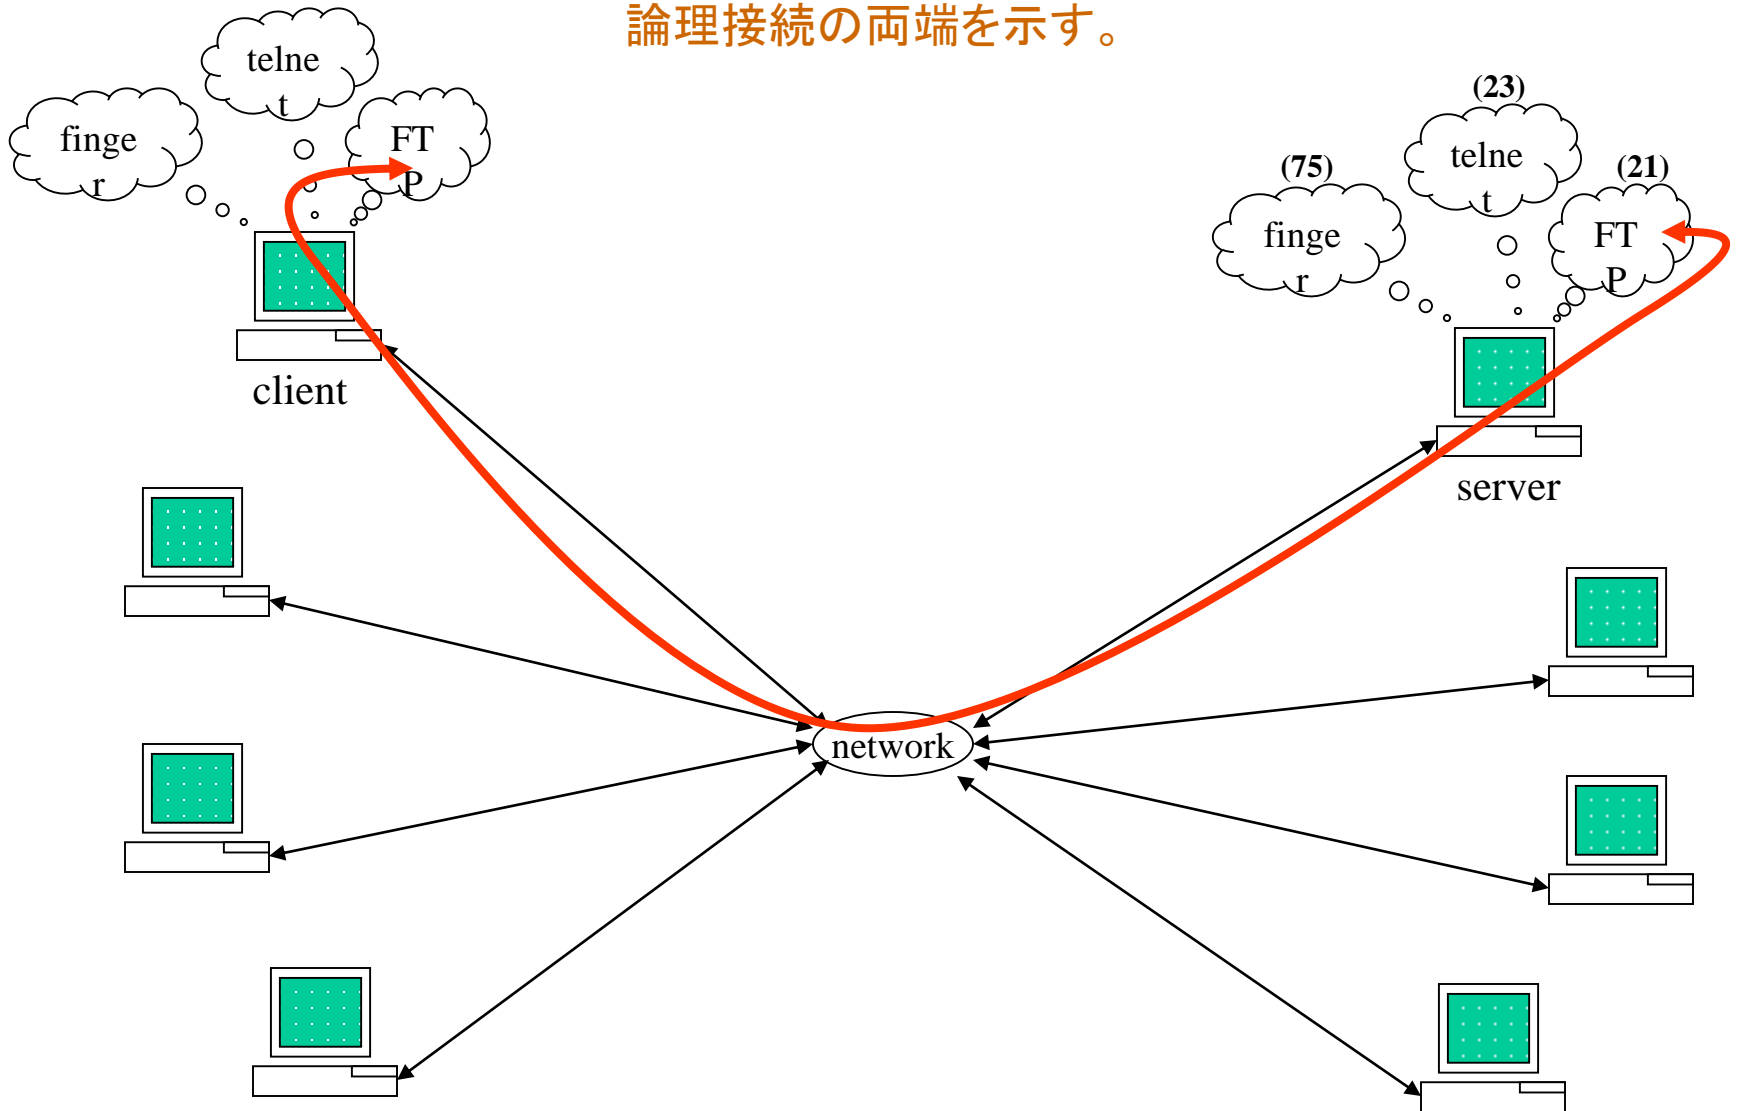 論理接続の両端を示す。
telne
t
finge
r
FT
P
client
(23)
telne
t
(75)
finge
r
(21)
FT
P
server
network